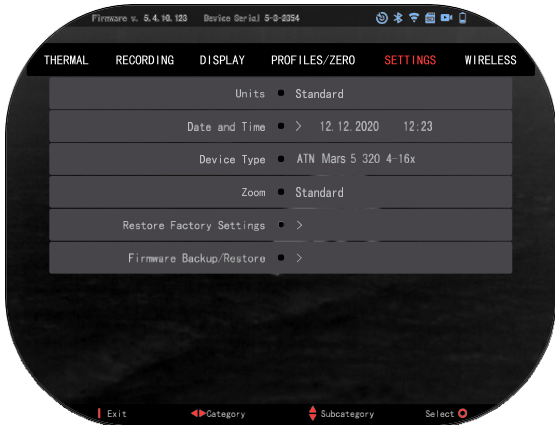 Firmware v. 5.4.10.123 Device Serial 5-3-2354
THERMAL RECORDING DISPLAY PROFILES/ZERO SETTINGS WIRELESS
Units Standard
Date and Time > 12.12.2020 12:23
Device Type ATN Mars 5 320 4-16x
Zoom Standard
Restore Factory Settings >
Firmware Backup/Restore >
Exit Category Subcategory Select